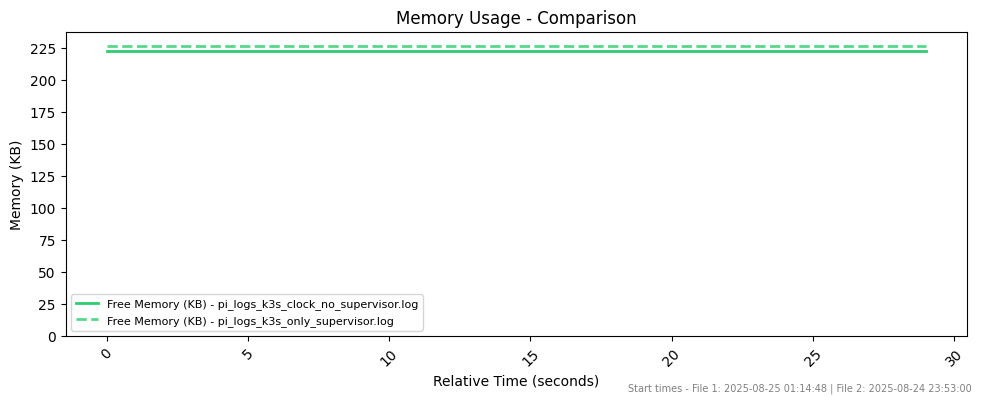 Memory Usage - Comparison
Memory (KB)
225
200
175
150
125
100
75
50
25
0
Free Memory (KB) - pi_logs_k3s_clock_no_supervisor.log
Free Memory (KB) - pi_logs_k3s_only_supervisor.log
0
5
10
15
20
25
30
Relative Time (seconds)
Start times - File 1: 2025-08-25 01:14:48 | File 2: 2025-08-24 23:53:00